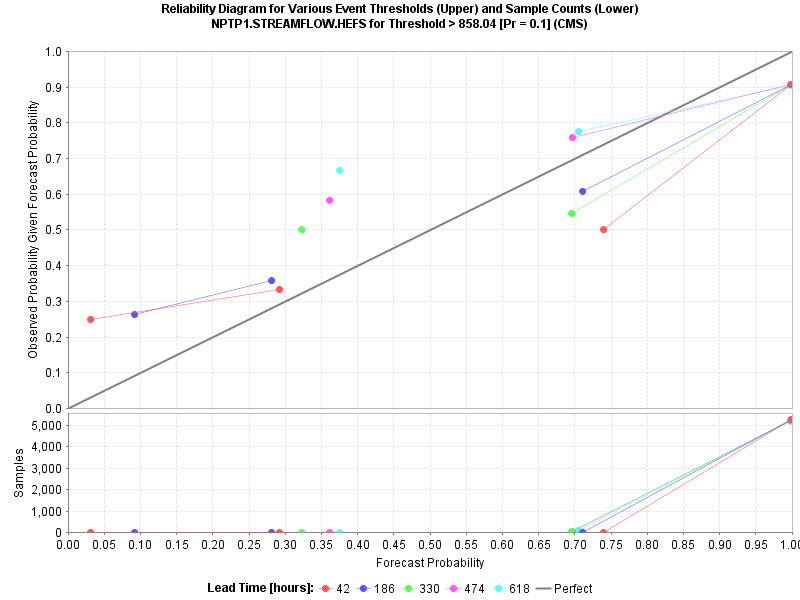 Reliability Diagram for Various Event Thresholds (Upper) and Sample Counts (Lower)
NPTP1.STREAMFLOW.HEFS for Threshold > 858.04 [Pr = 0.1] (CMS)
Observed Probability Given Forecast Probability
1.0
0.9
0.8
0.7
0.6
0.5
0.4
0.3
0.2
0.1
0.0
Samples
5,000
4,000
3,000
2,000
1,000
0
0.00 0.05 0.10 0.15 0.20 0.25 0.30 0.35 0.40 0.45 0.50 0.55 0.60 0.65 0.70 0.75 0.80 0.85 0.90 0.95 1.0
Forecast Probability
Lead Time [hours]: 42 186 330 474 618 Perfect